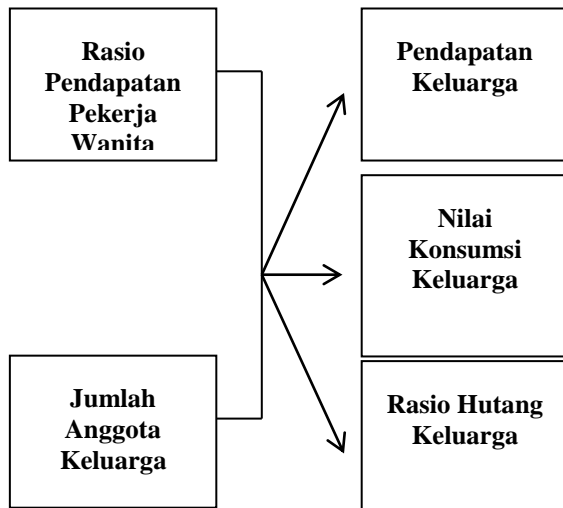 Rasio
Pendapatan
Pekerja
Wanita
Pendapatan
Keluarga
Nilai
Konsumsi
Keluarga
Jumlah
Anggota
Keluarga
Rasio Hutang
Keluarga